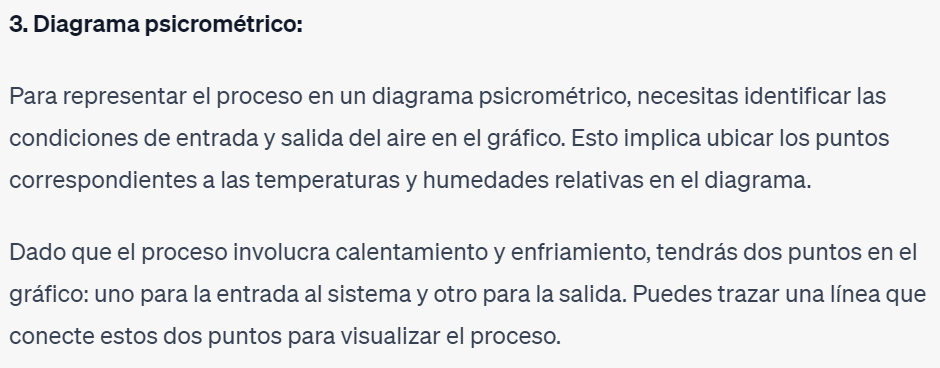 3. Diagrama psicrométrico:
Para representar el proceso en un diagrama psicrométrico, necesitas identificar las
condiciones de entrada y salida del aire en el gráfico. Esto implica ubicar los puntos
correspondientes a las temperaturas y humedades relativas en el diagrama.
Dado que el proceso involucra calentamiento y enfriamiento, tendrás dos puntos en el
gráfico: uno para la entrada al sistema y otro para la salida. Puedes trazar una línea que
conecte estos dos puntos para visualizar el proceso.